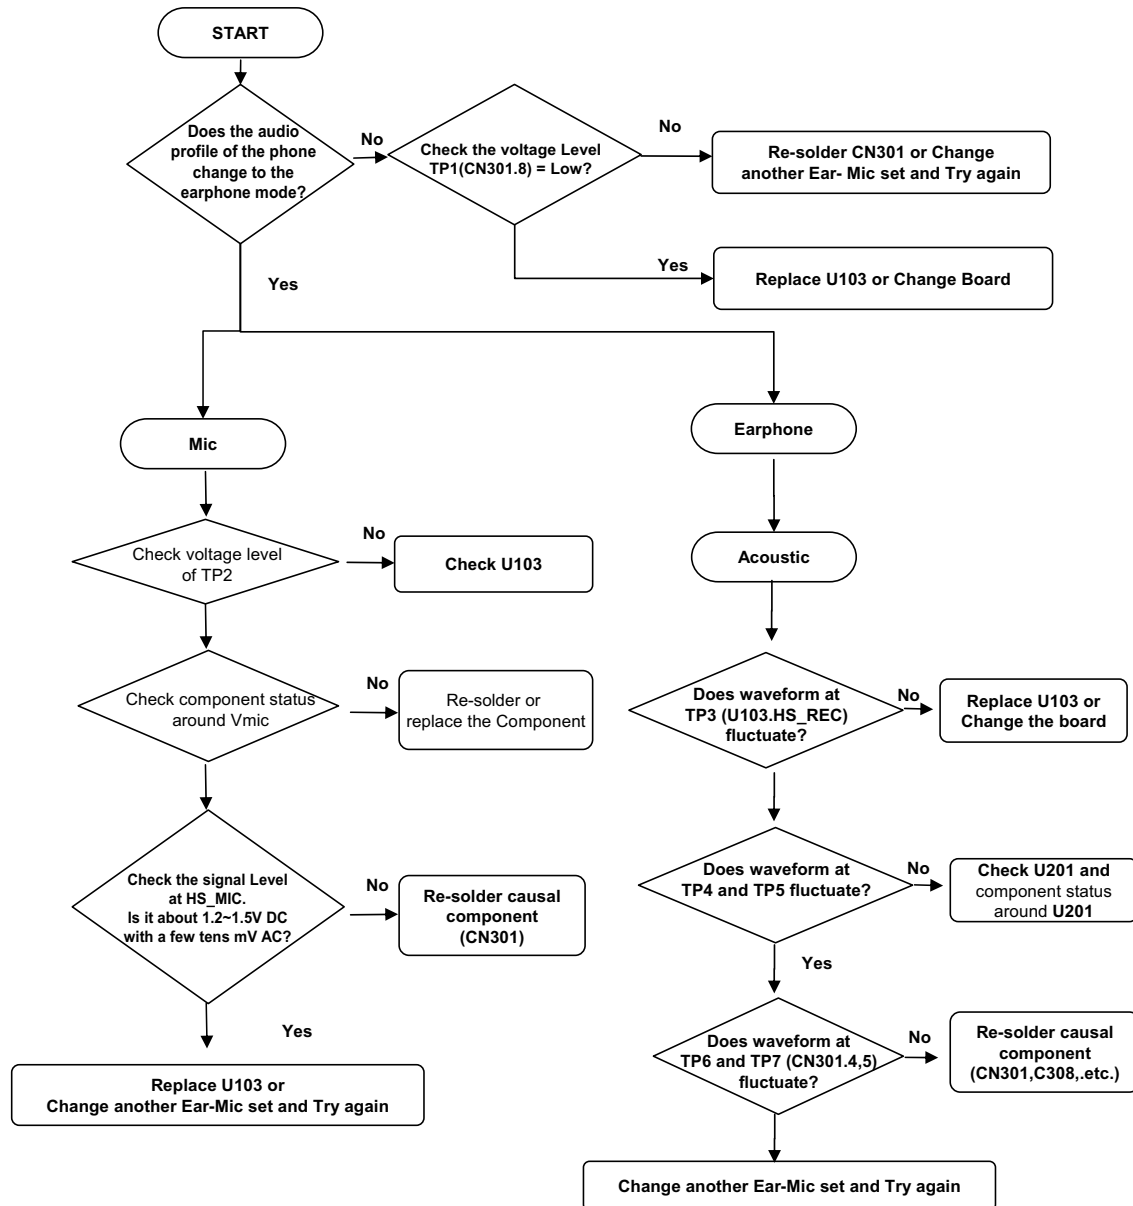 START
Does the audio
profile of the phone
change to the
earphone mode?
No
Check the voltage Level
TP1(CN301.8) = Low?
No
Re-solder CN301 or Change
another Ear- Mic set and Try again
Yes
Replace U103 or Change Board
Yes
Mic
Check voltage level
of TP2
No
Check U103
Check component status
around Vmic
No
Re-solder or
replace the Component
Check the signal Level
at HS_MIC.
Is it about 1.2~1.5V DC
with a few tens mV AC?
No
Re-solder causal
component
(CN301)
Yes
Replace U103 or
Change another Ear-Mic set and Try again
Earphone
Acoustic
Does waveform at
TP3 (U103.HS_REC)
fluctuate?
No
Replace U103 or
Change the board
Does waveform at
TP4 and TP5 fluctuate?
No
Check U201 and
component status
around U201
Yes
Does waveform at
TP6 and TP7 (CN301.4,5)
fluctuate?
No
Re-solder causal
component
(CN301,C308,.etc.)
Change another Ear-Mic set and Try again